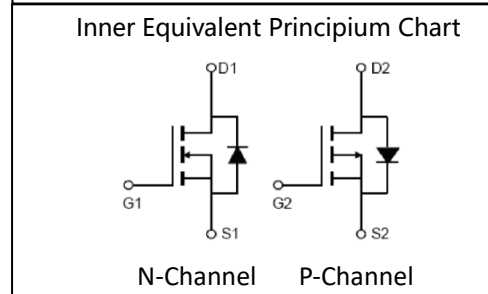 Inner Equivalent Principium Chart
D1 D2
G1 G2
S1 S2
N-Channel P-Channel